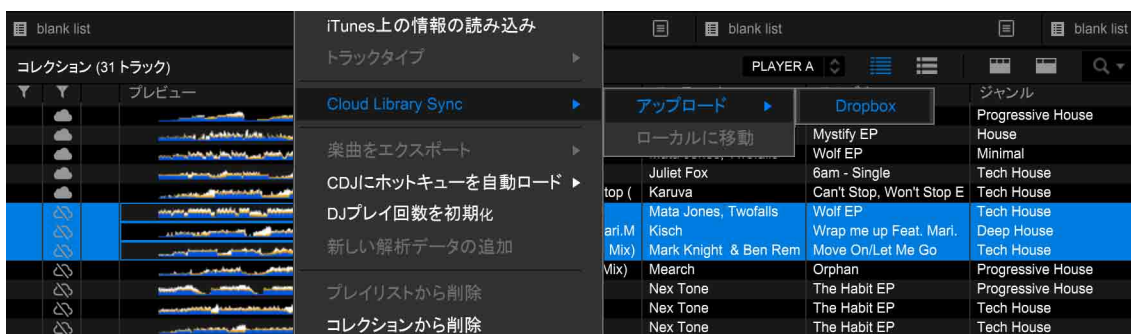 blank list
blank list
blank list
コレクション (31 トラック)
PLAYER A
プレビュー
ジャンル
iTunes上の情報の読み込み
トラックタイプ
Cloud Library Sync
楽曲をエクスポート
CDJにホットキューを自動ロード
DJプレイ回数を初期化
新しい解析データの追加
プレイリストから削除
コレクションから削除
アップロード
ローカルに移動
Dropbox
Progressive House
Mystify EP House
Wolf EP Minimal
Juliet Fox 6am - Single Tech House
top ( Karuva Can't Stop, Won't Stop E Tech House
Mata Jones, Twofalls Wolf EP Tech House
ari.M Kisch Wrap me up Feat. Mari. Deep House
Mix) Mark Knight & Ben Rem Move On/Let Me Go Tech House
Mix) Mearch Orphan Progressive House
Nex Tone The Habit EP Progressive House
Nex Tone The Habit EP Tech House
Nex Tone The Habit EP Tech House